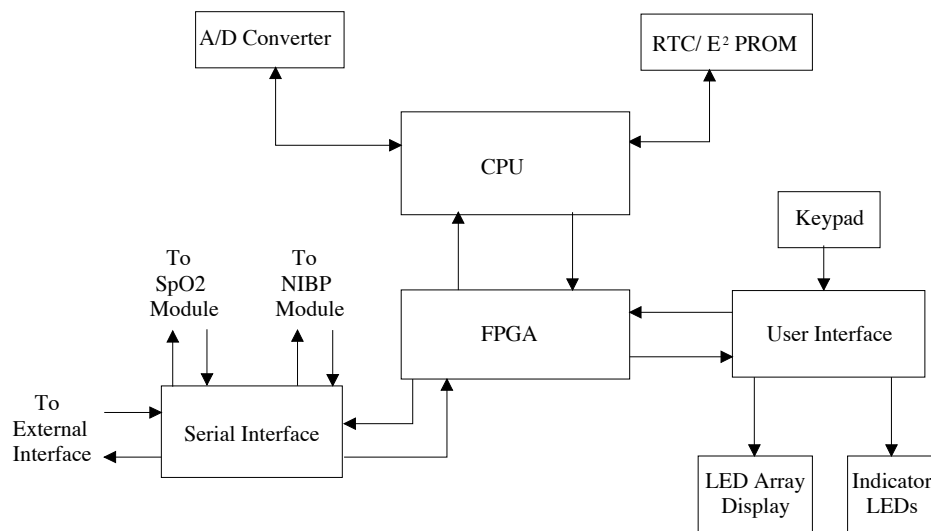 A/D Converter
RTC/ E² PROM
CPU
Keypad
To
SpO2
Module
To
NIBP
Module
FPGA
User Interface
To
External
Interface
Serial Interface
LED Array
Display
Indicator
LEDs